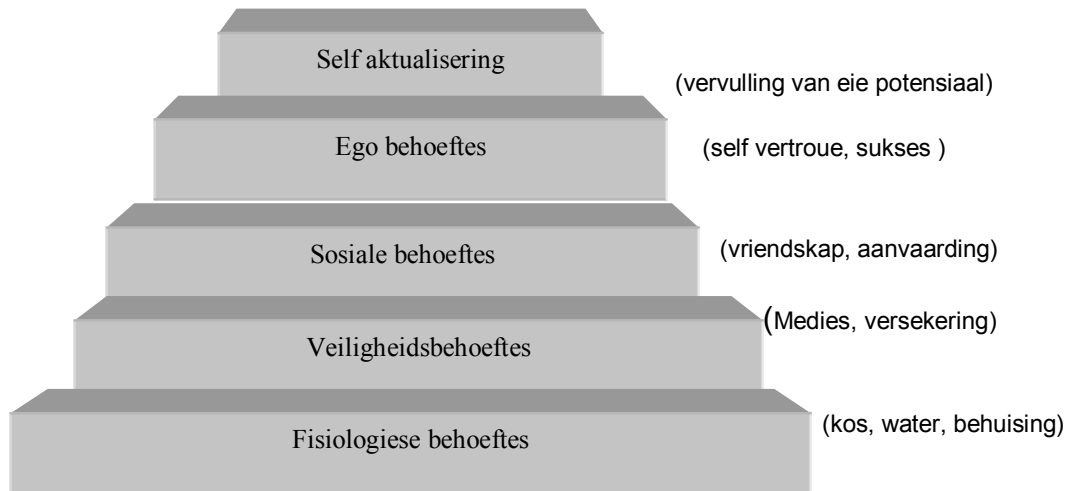 Self aktualisering
(vervulling van eie potensiaal)
Ego behoeftes
(self vertroue, sukses )
Sosiale behoeftes
(vriendskap, aanvaarding)
(Medies, versekering)
Veiligheidsbehoeftes
(kos, water, behuising)
Fisiologiese behoeftes